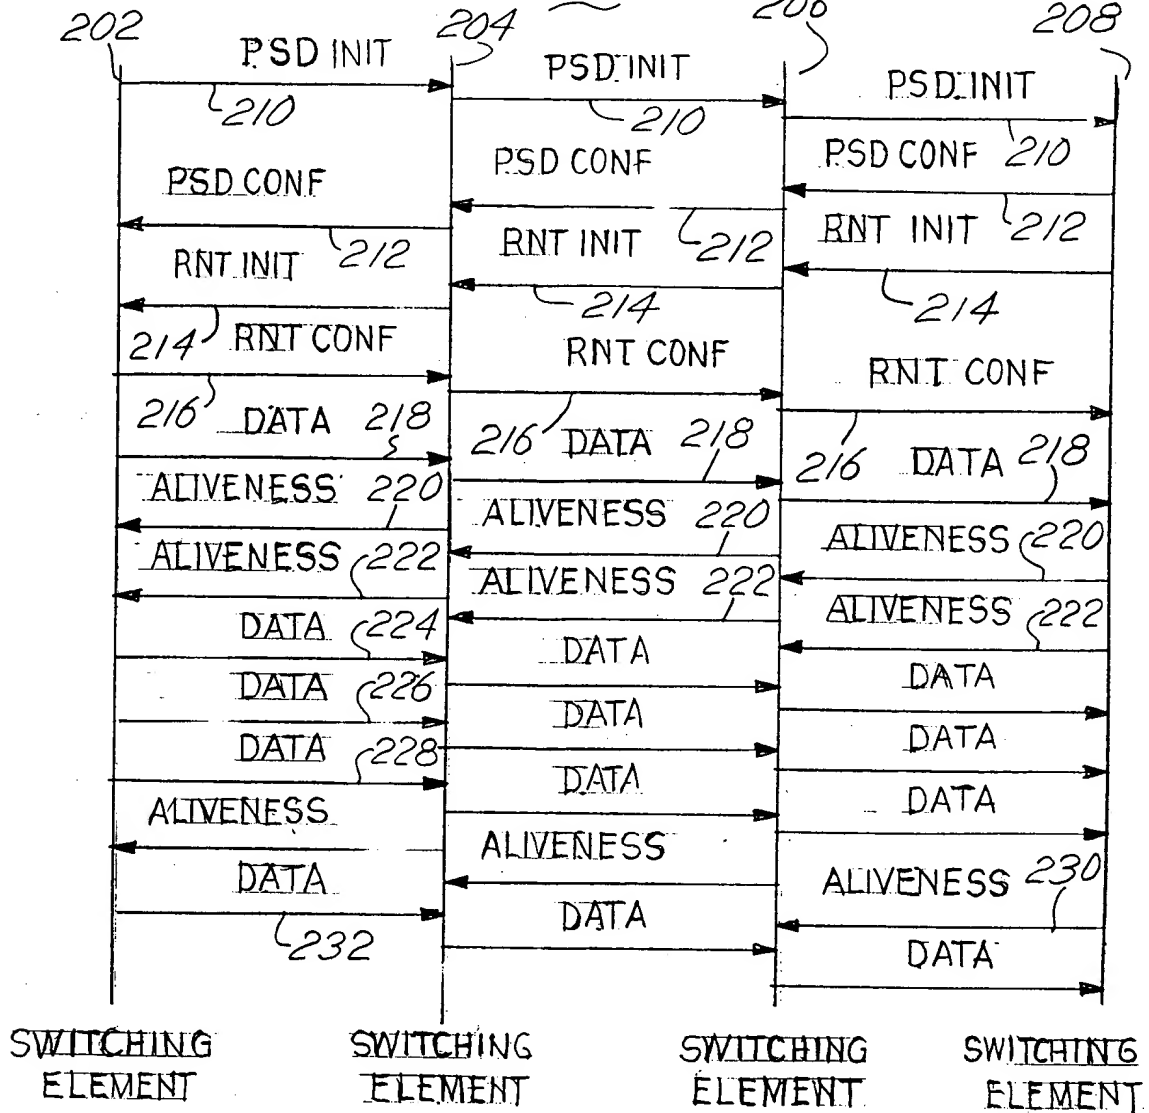 202 204 206 208
PSD INIT PSD INIT PSD INIT
210 210 210
PSD CONF PSD CONF PSD CONF
212 212 212
RNT INIT RNT INIT RNT INIT
214 214 214
RNT CONF RNT CONF RNT CONF
216 216 216
DATA 218 DATA 218 DATA 218
ALIVENESS 220 ALIVENESS 220 ALIVENESS 220
ALIVENESS 222 ALIVENESS 222 ALIVENESS 222
DATA 224 DATA DATA
DATA 226 DATA DATA
DATA 228 DATA DATA
ALIVENESS ALIVENESS ALIVENESS 230
DATA DATA DATA
232
SWITCHING SWITCHING SWITCHING SWITCHING
ELEMENT ELEMENT ELEMENT ELEMENT